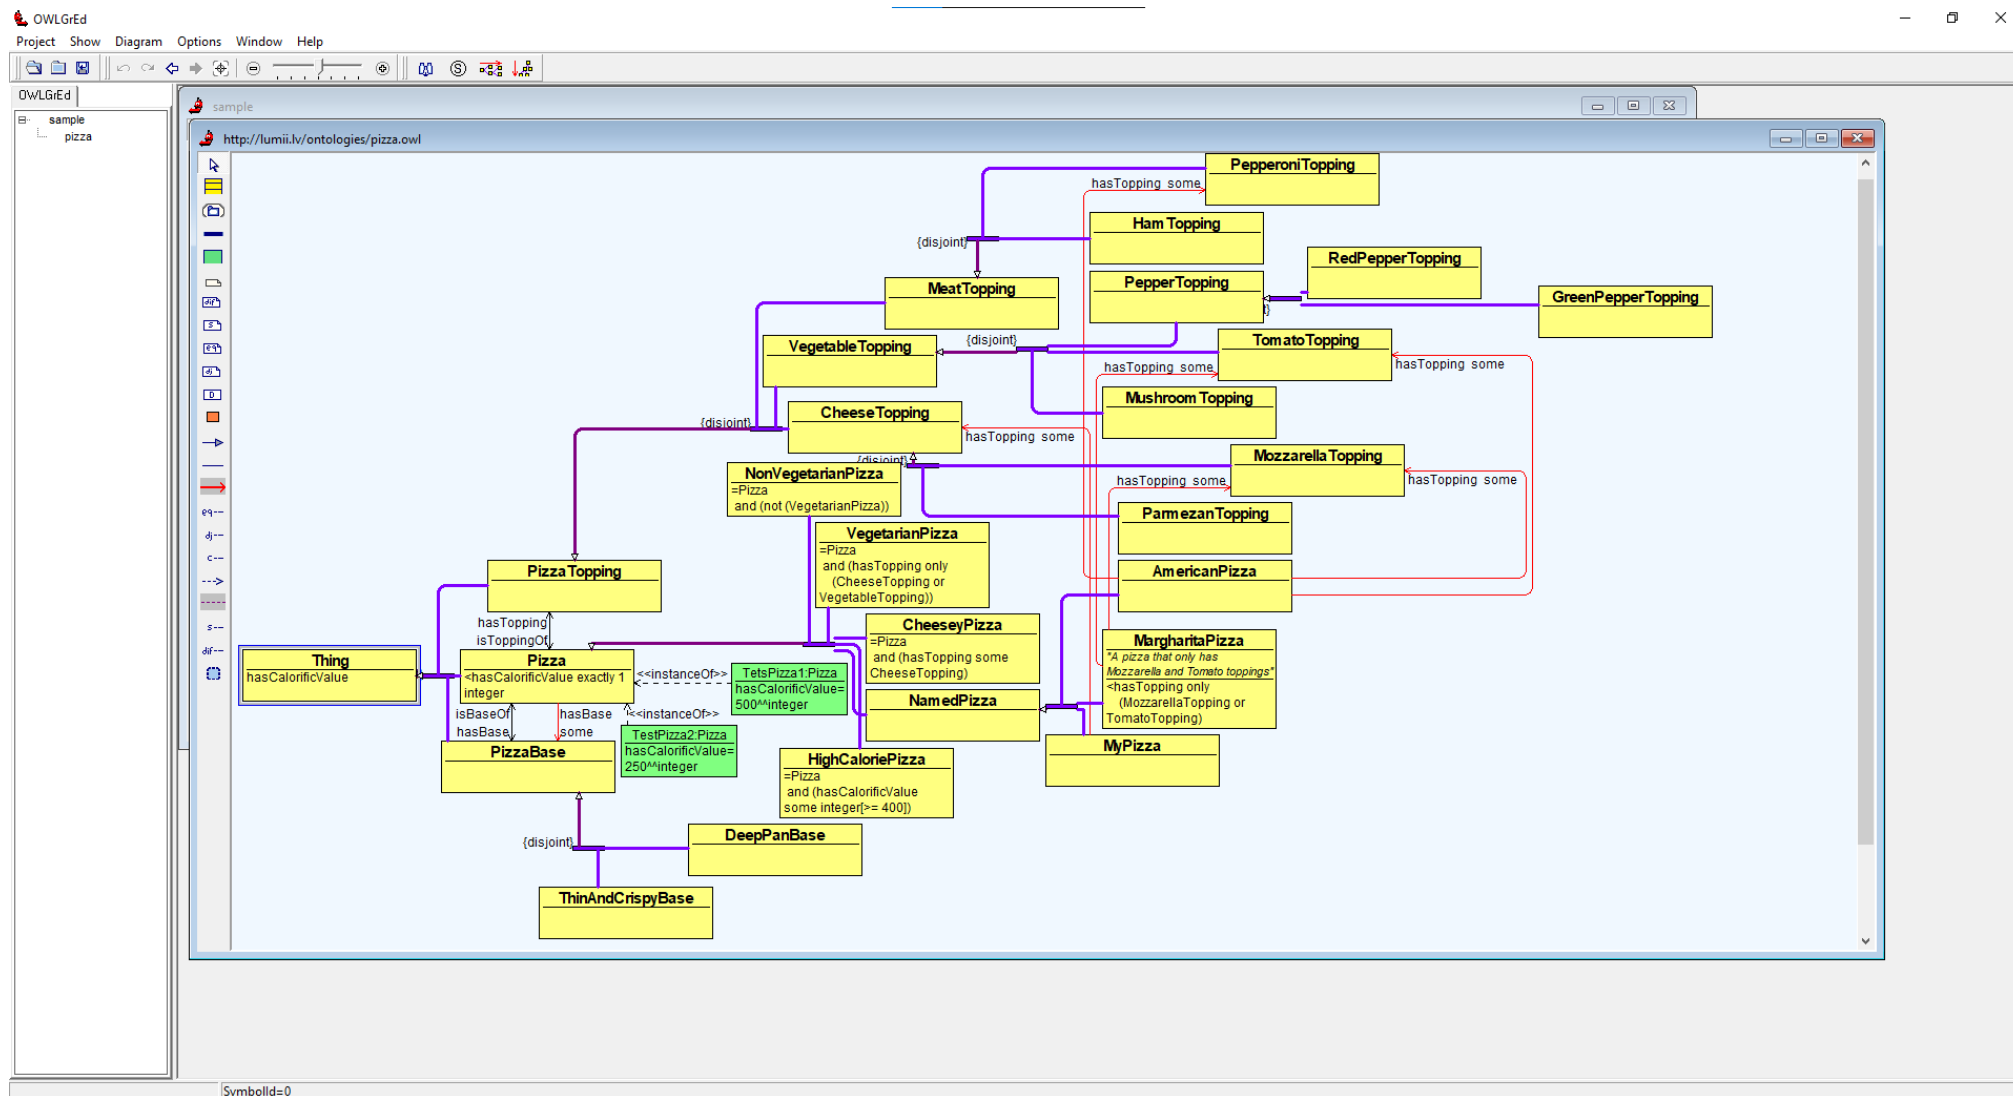 OWLGrEd
Project Show Diagram Options Window Help
OWLGrEd
sample
pizza
sample
http://lumii.lv/ontologies/pizza.owl
PepperoniTopping
hasTopping some
HamTopping
{disjoint}
RedPepperTopping
MeatTopping
PepperTopping
GreenPepperTopping
VegetableTopping
{disjoint}
TomatoTopping
hasTopping some
hasTopping some
MushroomTopping
CheeseTopping
{disjoint}
hasTopping some
{disjoint}
MozzarellaTopping
NonVegetarianPizza
=Pizza
and (not (VegetarianPizza))
hasTopping some
hasTopping some
ParmezanTopping
VegetarianPizza
=Pizza
and (hasTopping only
(CheeseTopping or
VegetableTopping))
PizzaTopping
AmericanPizza
hasTopping
isToppingOf
CheeseyPizza
=Pizza
and (hasTopping some
CheeseTopping)
MargharitaPizza
"A pizza that only has
Mozzarella and Tomato toppings"
<hasTopping only
(MozzarellaTopping or
TomatoTopping)
Thing
hasCalorificValue
Pizza
<hasCalorificValue exactly 1
integer
<<instanceOf>>
TetsPizza1:Pizza
hasCalorificValue=
500^^integer
NamedPizza
isBaseOf
hasBase
hasBase
some
<<instanceOf>>
TestPizza2:Pizza
hasCalorificValue=
250^^integer
PizzaBase
MyPizza
HighCaloriePizza
=Pizza
and (hasCalorificValue
some integer[>= 400])
{disjoint}
DeepPanBase
ThinAndCrispyBase
SymbolId=0